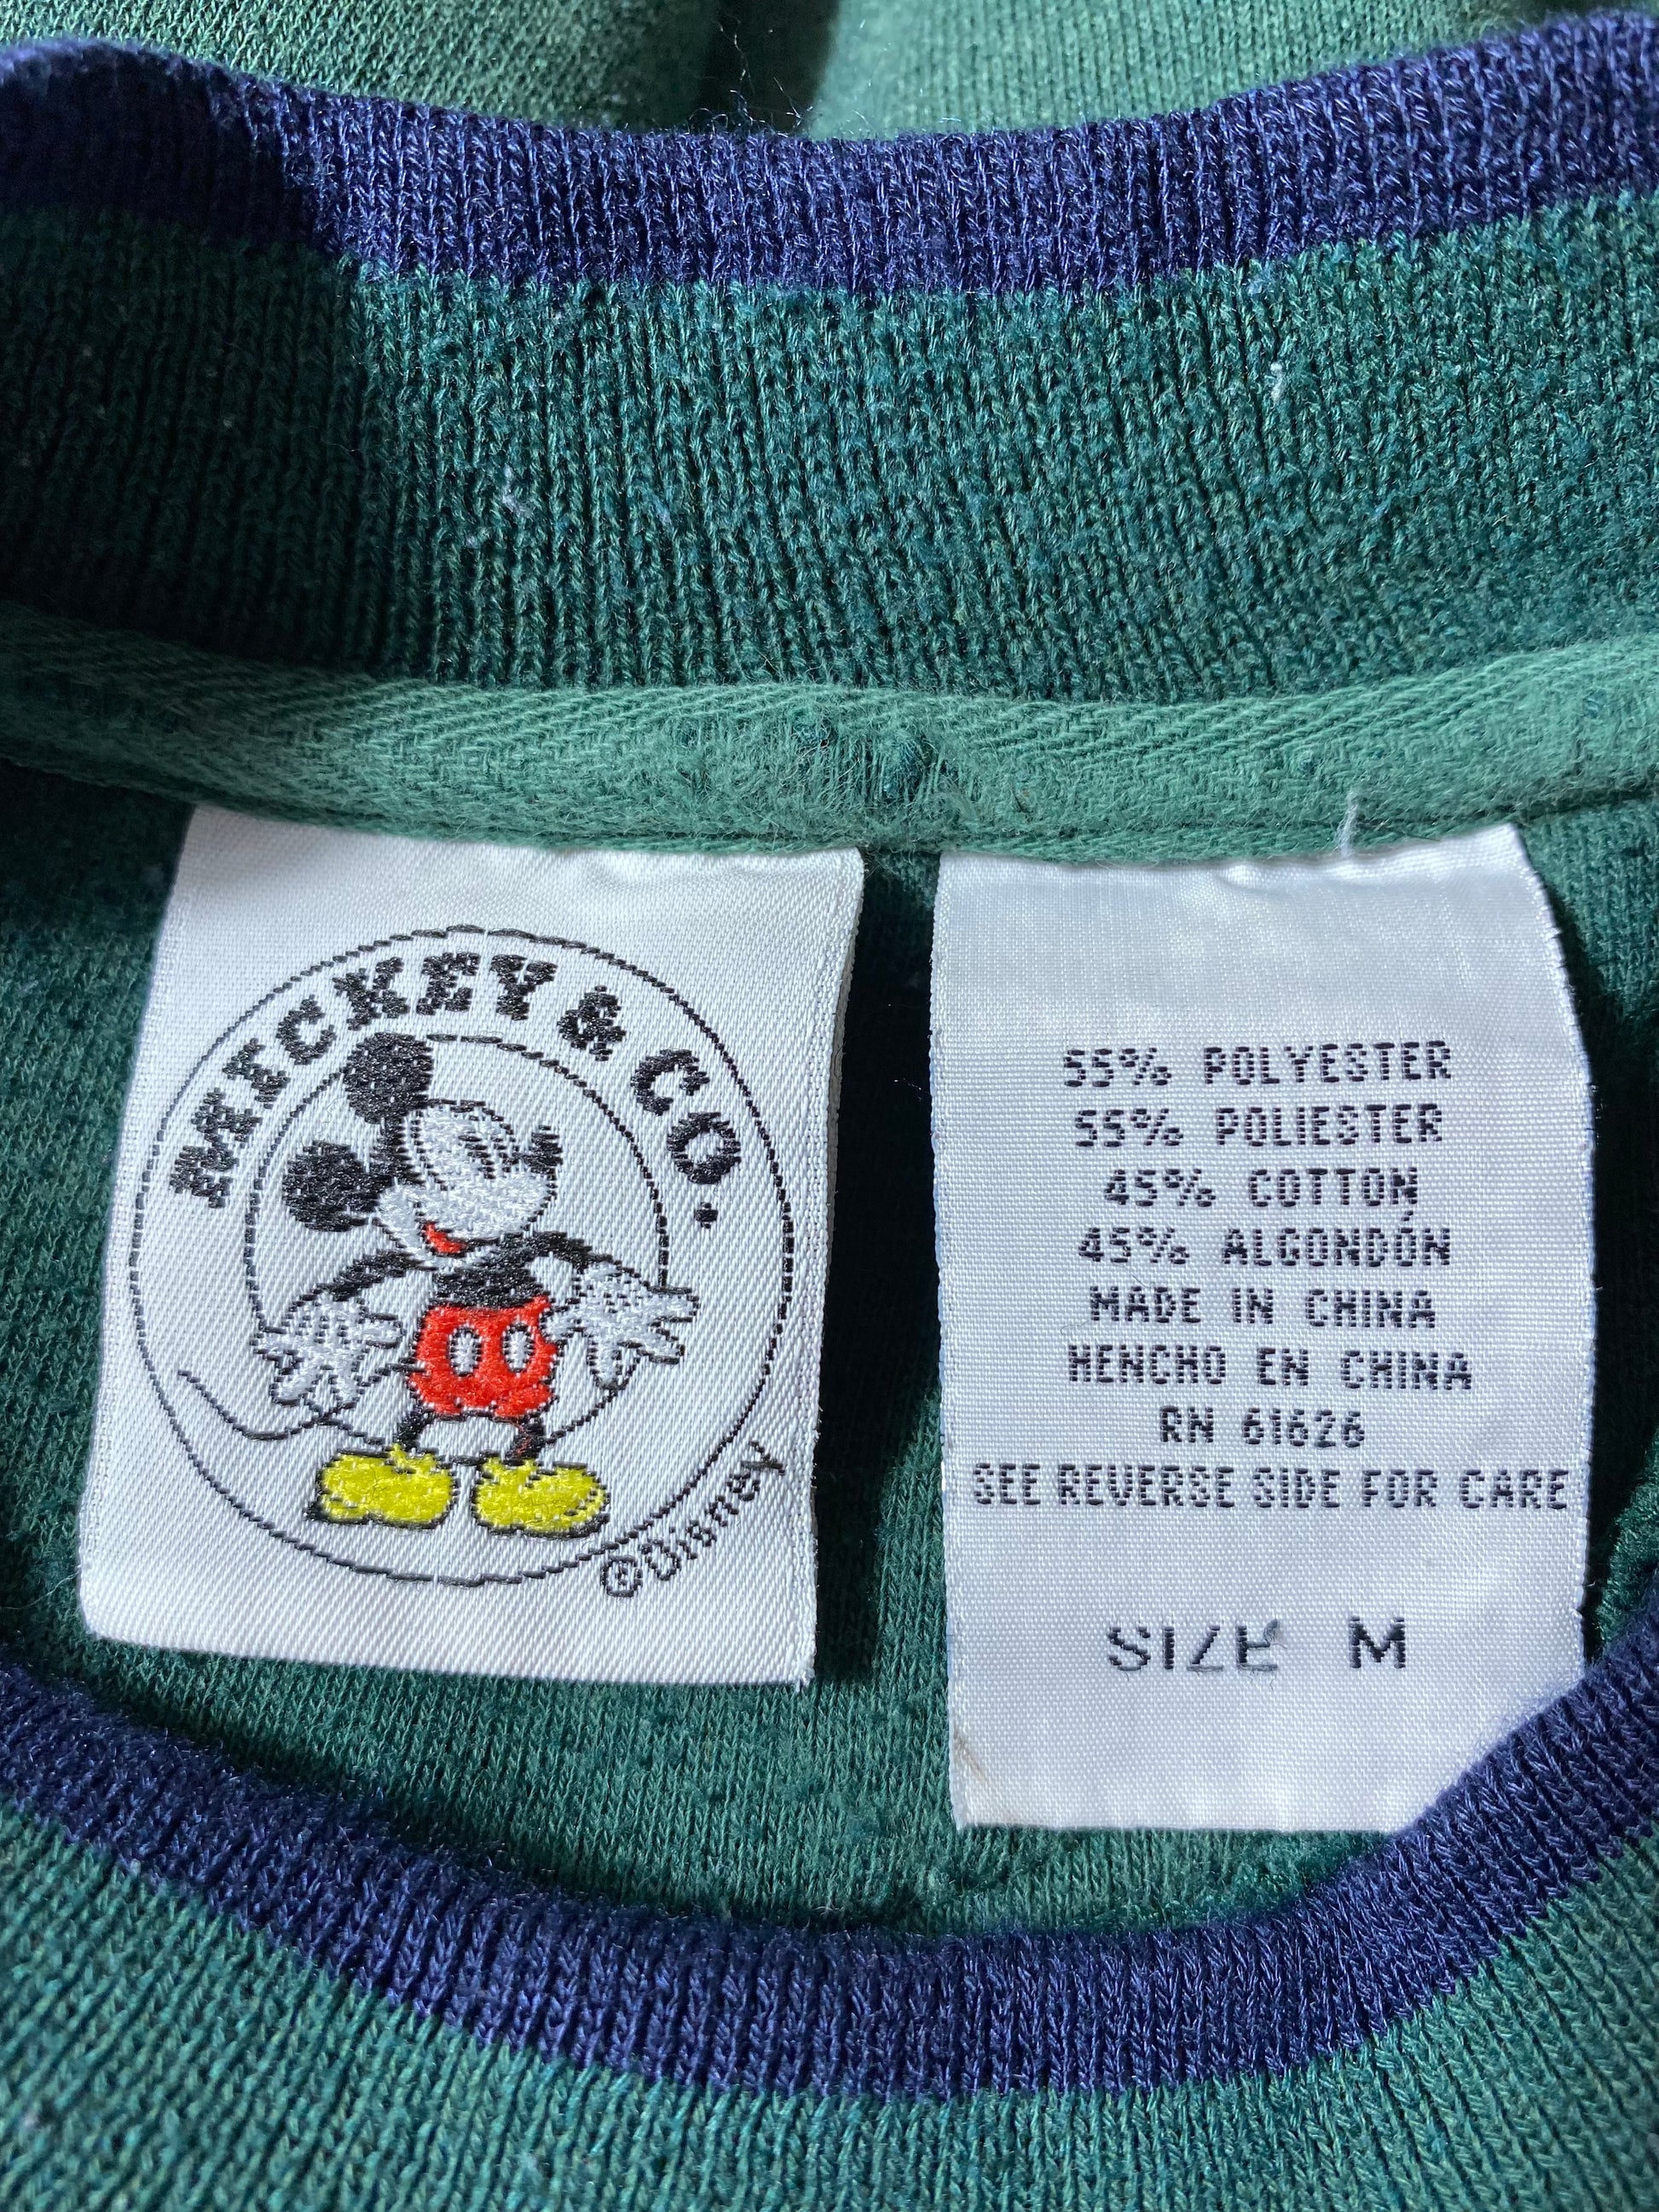 MICKEY & CO.
©Disney
55% POLYESTER
55% POLIESTER
45% COTTON
45% ALGONDÓN
MADE IN CHINA
HENCHO EN CHINA
RN 61626
SEE REVERSE SIDE FOR CARE
SIZE M